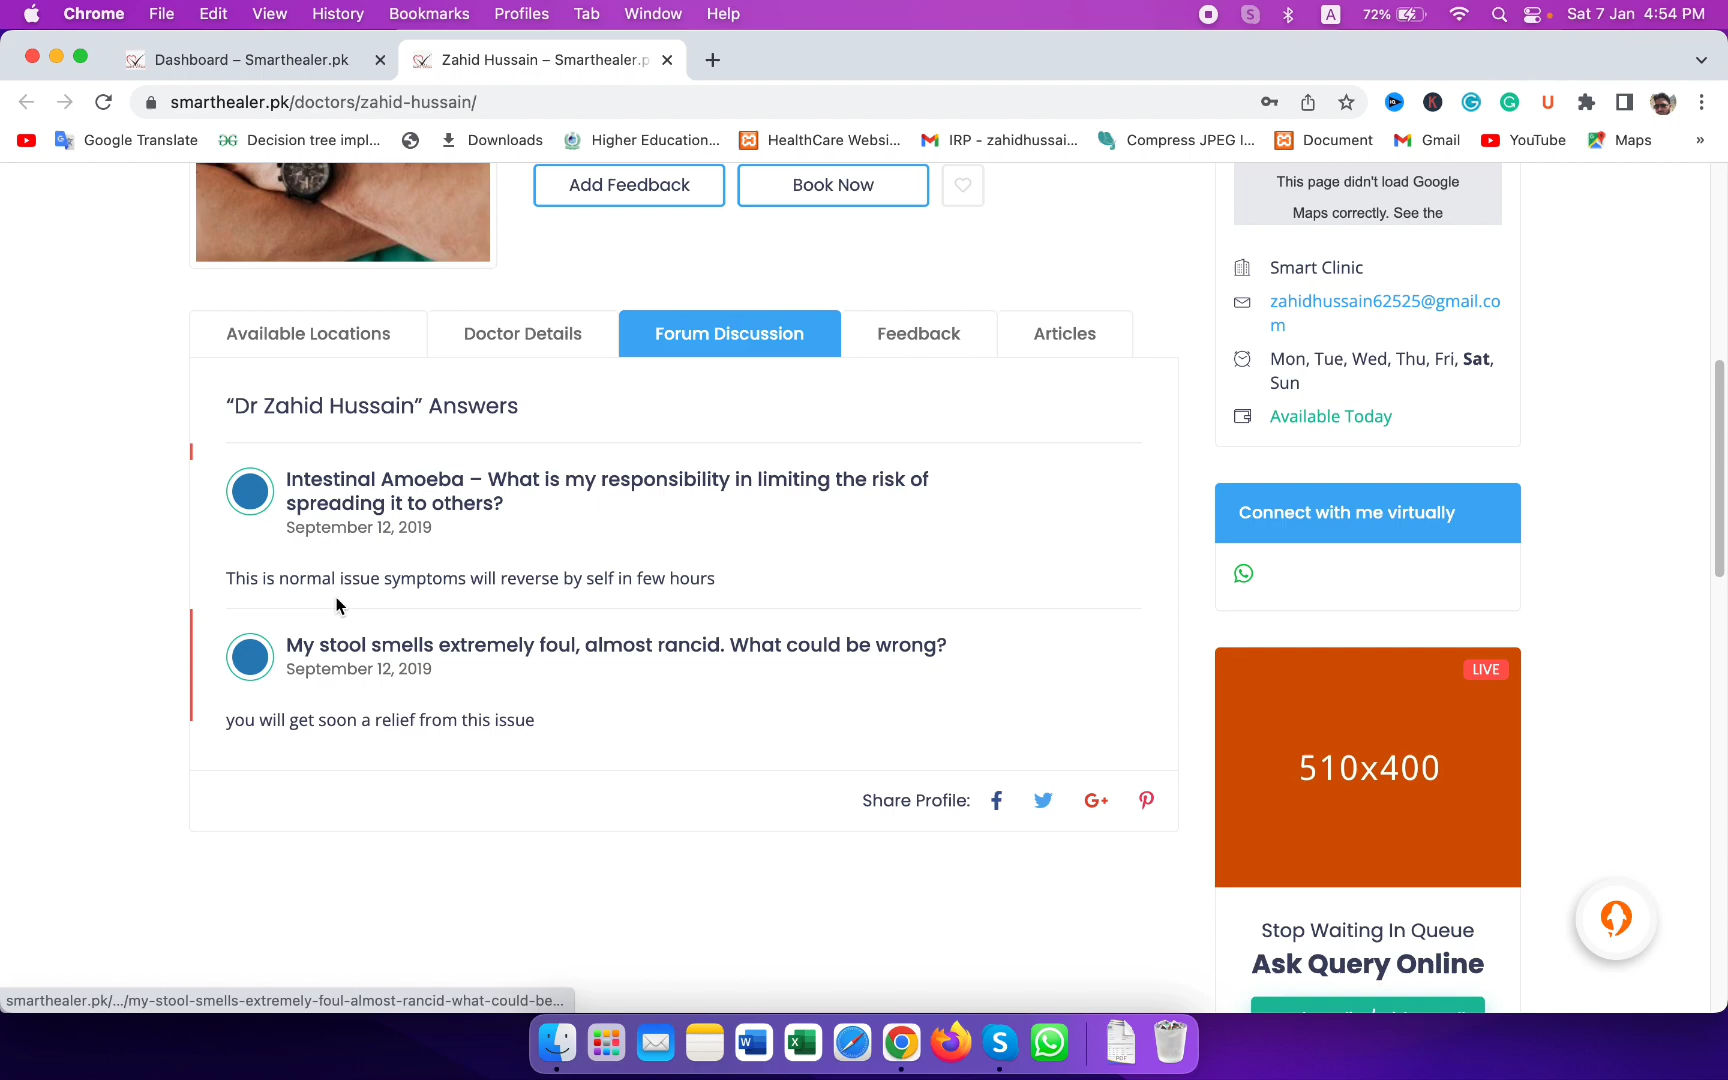 Chrome File Edit View History Bookmarks Profiles Tab Window Help
S A 72% Sat 7 Jan 4:54 PM
Dashboard – Smarthealer.pk
Zahid Hussain – Smarthealer.p
smarthealer.pk/doctors/zahid-hussain/
Google Translate
Decision tree impl...
Downloads
Higher Education...
HealthCare Websi...
IRP - zahidhussai...
Compress JPEG I...
Document
Gmail
YouTube
Maps
»
Add Feedback
Book Now
This page didn't load Google
Maps correctly. See the
Smart Clinic
zahidhussain62525@gmail.co
m
Mon, Tue, Wed, Thu, Fri, Sat,
Sun
Available Today
Available Locations
Doctor Details
Forum Discussion
Feedback
Articles
“Dr Zahid Hussain” Answers
Intestinal Amoeba – What is my responsibility in limiting the risk of
spreading it to others?
September 12, 2019
This is normal issue symptoms will reverse by self in few hours
My stool smells extremely foul, almost rancid. What could be wrong?
September 12, 2019
you will get soon a relief from this issue
Share Profile:
G+
Connect with me virtually
LIVE
510x400
Stop Waiting In Queue
Ask Query Online
smarthealer.pk/.../my-stool-smells-extremely-foul-almost-rancid-what-could-be...